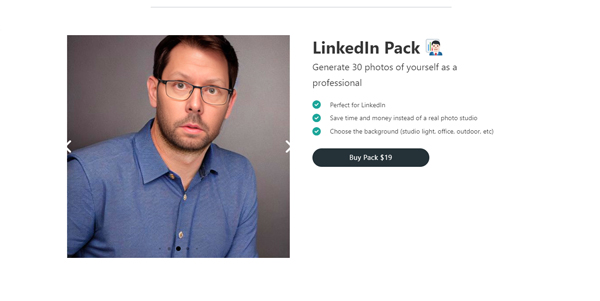 LinkedIn Pack
Generate 30 photos of yourself as a
professional
Perfect for LinkedIn
Save time and money instead of a real photo studio
Choose the background (studio light, office, outdoor, etc)
Buy Pack $19